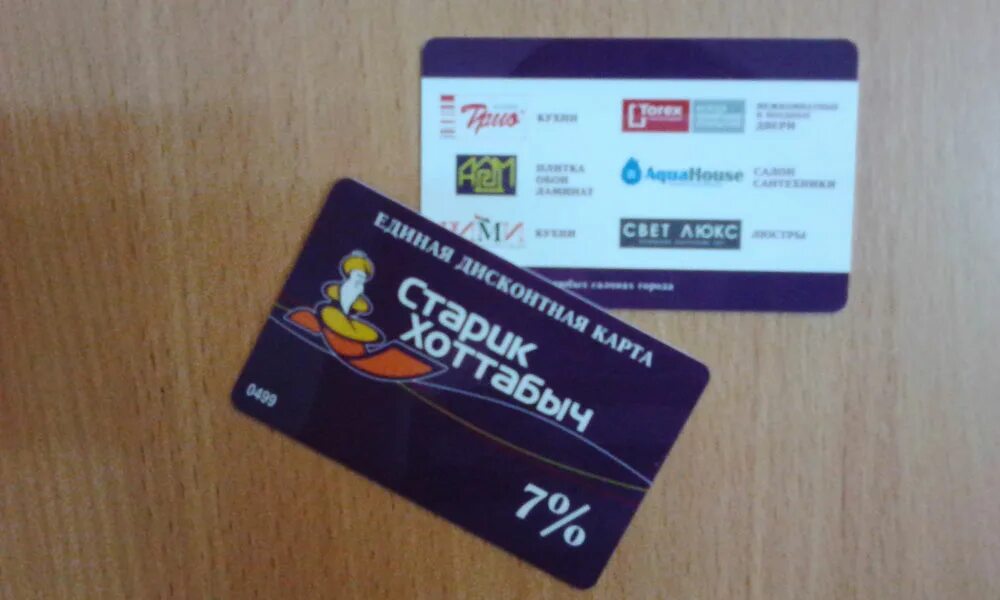 Трио
КУХНИ
Torex
МЕЖКОМНАТНЫЕ
И ВХОДНЫЕ
ДВЕРИ
АРДМ
ПЛИТКА
ОБОИ
ЛАМИНАТ
AquaHouse
САЛОН
САНТЕХНИКИ
КУХНИ
СВЕТ ЛЮКС
ЛЮСТРЫ
салонах города
ЕДИНАЯ ДИСКОНТНАЯ КАРТА
Старик
Хоттабыч
0499
7%